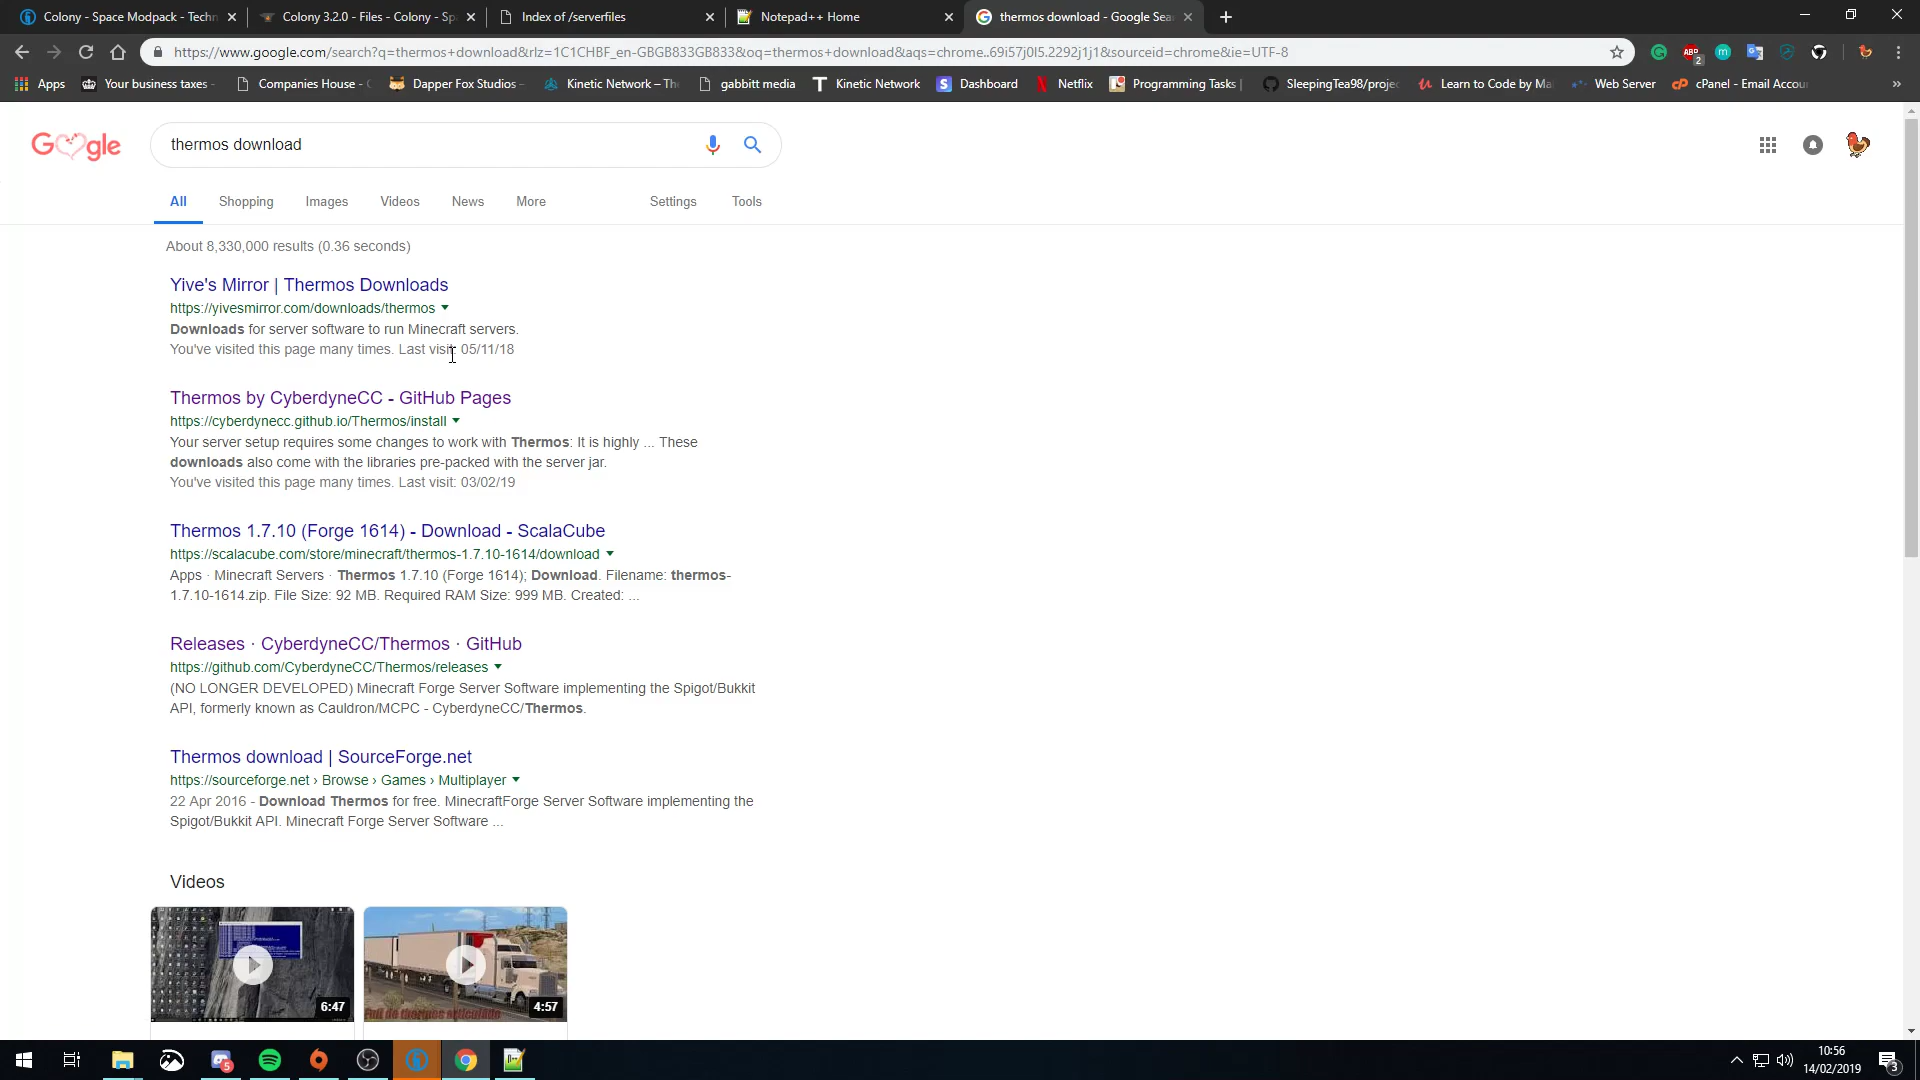 Colony - Space Modpack - Techn
Colony 3.2.0 - Files - Colony - Sp
Index of /serverfiles
Notepad++ Home
thermos download - Google Sea
https://www.google.com/search?q=thermos+download&rlz=1C1CHBF_en-GBGB833GB833&oq=thermos+download&aqs=chrome..69i57j0l5.2292j1j1&sourceid=chrome&ie=UTF-8
ABP
2
m
Apps
Your business taxes -
Companies House - C
Dapper Fox Studios -
Kinetic Network – Th
gabbitt media
Kinetic Network
Dashboard
Netflix
Programming Tasks |
SleepingTea98/projec
Learn to Code by Ma
Web Server
cPanel - Email Accou
»
Google
thermos download
All
Shopping
Images
Videos
News
More
Settings
Tools
About 8,330,000 results (0.36 seconds)
Yive's Mirror | Thermos Downloads
https://yivesmirror.com/downloads/thermos
Downloads for server software to run Minecraft servers.
You've visited this page many times. Last visit: 05/11/18
Thermos by CyberdyneCC - GitHub Pages
https://cyberdynecc.github.io/Thermos/install
Your server setup requires some changes to work with Thermos: It is highly ... These
downloads also come with the libraries pre-packed with the server jar.
You've visited this page many times. Last visit: 03/02/19
Thermos 1.7.10 (Forge 1614) - Download - ScalaCube
https://scalacube.com/store/minecraft/thermos-1.7.10-1614/download
Apps · Minecraft Servers · Thermos 1.7.10 (Forge 1614); Download. Filename: thermos-
1.7.10-1614.zip. File Size: 92 MB. Required RAM Size: 999 MB. Created: ...
Releases · CyberdyneCC/Thermos · GitHub
https://github.com/CyberdyneCC/Thermos/releases
(NO LONGER DEVELOPED) Minecraft Forge Server Software implementing the Spigot/Bukkit
API, formerly known as Cauldron/MCPC - CyberdyneCC/Thermos.
Thermos download | SourceForge.net
https://sourceforge.net › Browse › Games › Multiplayer
22 Apr 2016 - Download Thermos for free. MinecraftForge Server Software implementing the
Spigot/Bukkit API. Minecraft Forge Server Software ...
Videos
6:47
Full de thermos articulado
4:57
5
10:56
14/02/2019
3